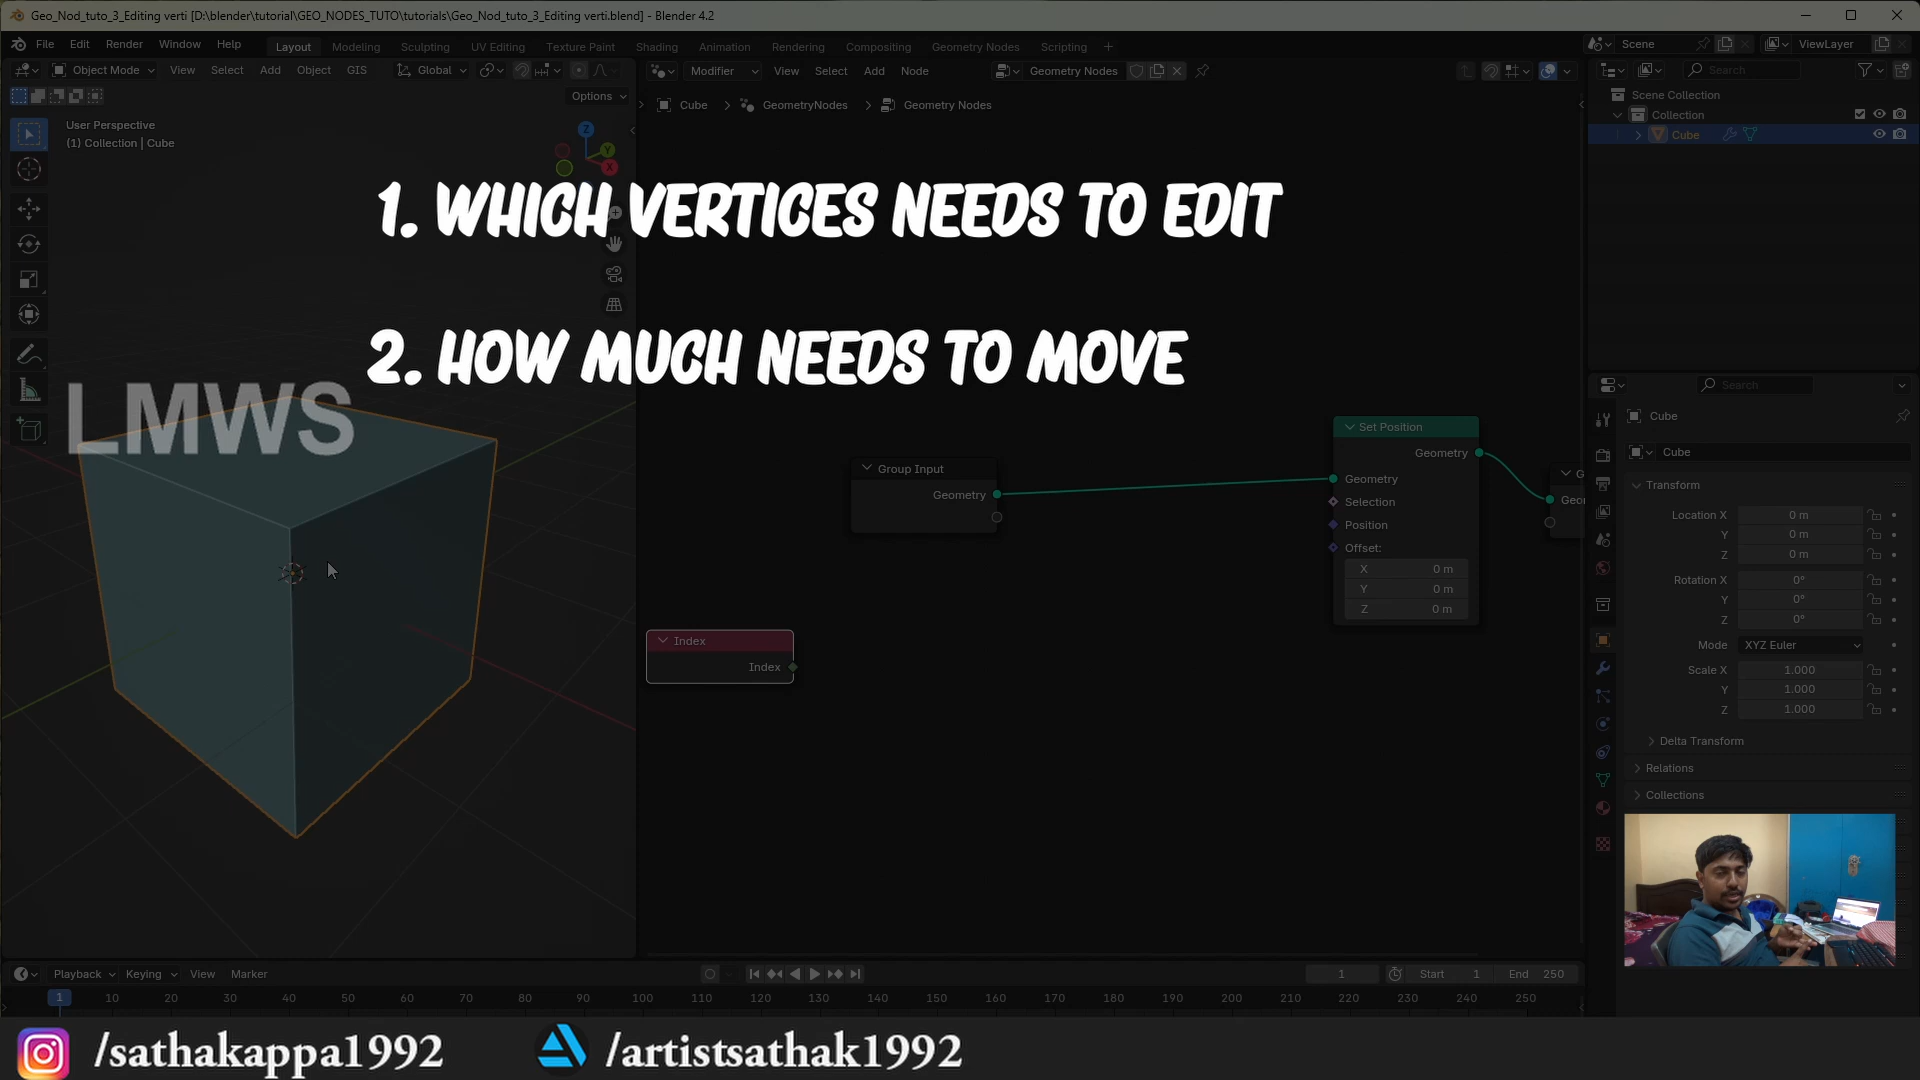 Geo_Nod_tuto_3_Editing verti [D:\blender\tutorial\GEO_NODES_TUTO\tutorials\Geo_Nod_tuto_3_Editing verti.blend] - Blender 4.2
File Edit Render Window Help Layout Modeling Sculpting UV Editing Texture Paint Shading Animation Rendering Compositing Geometry Nodes Scripting + Scene ViewLayer
Object Mode View Select Add Object GIS Global Modifier View Select Add Node Geometry Nodes Search
Options
Cube > GeometryNodes > Geometry Nodes
Scene Collection
Collection
Cube
User Perspective
(1) Collection | Cube
Z
Y
X
1. WHICH VERTICES NEEDS TO EDIT
2. HOW MUCH NEEDS TO MOVE
LMWS
Group Input
Geometry
Set Position
Geometry
Geometry
Selection
Position
Offset:
X 0 m
Y 0 m
Z 0 m
G
Geor
Index
Index
Search
Cube
Cube
Transform
Location X 0 m
Y 0 m
Z 0 m
Rotation X 0°
Y 0°
Z 0°
Mode XYZ Euler
Scale X 1.000
Y 1.000
Z 1.000
Delta Transform
Relations
Collections
Playback Keying View Marker 1 Start 1 End 250
1 10 20 30 40 50 60 70 80 90 100 110 120 130 140 150 160 170 180 190 200 210 220 230 240 250
/sathakappa1992 /artistsathak1992